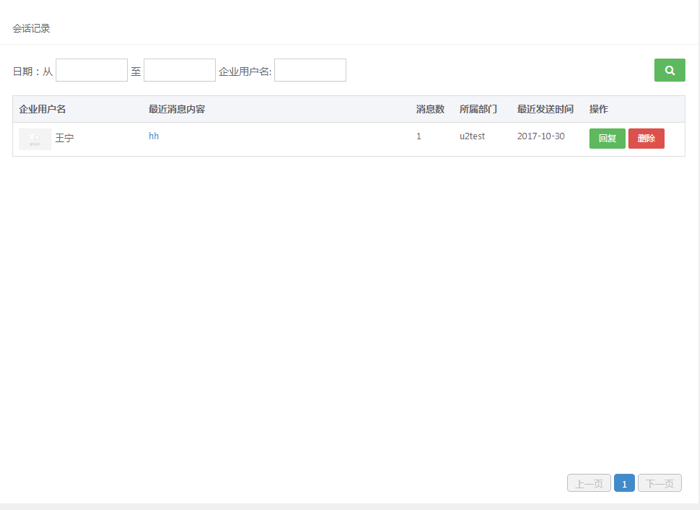 会话记录
日期：从 至 企业用户名:
企业用户名 最近消息内容 消息数 所属部门 最近发送时间 操作
王宁 hh 1 u2test 2017-10-30 回复 删除
上一页 1 下一页